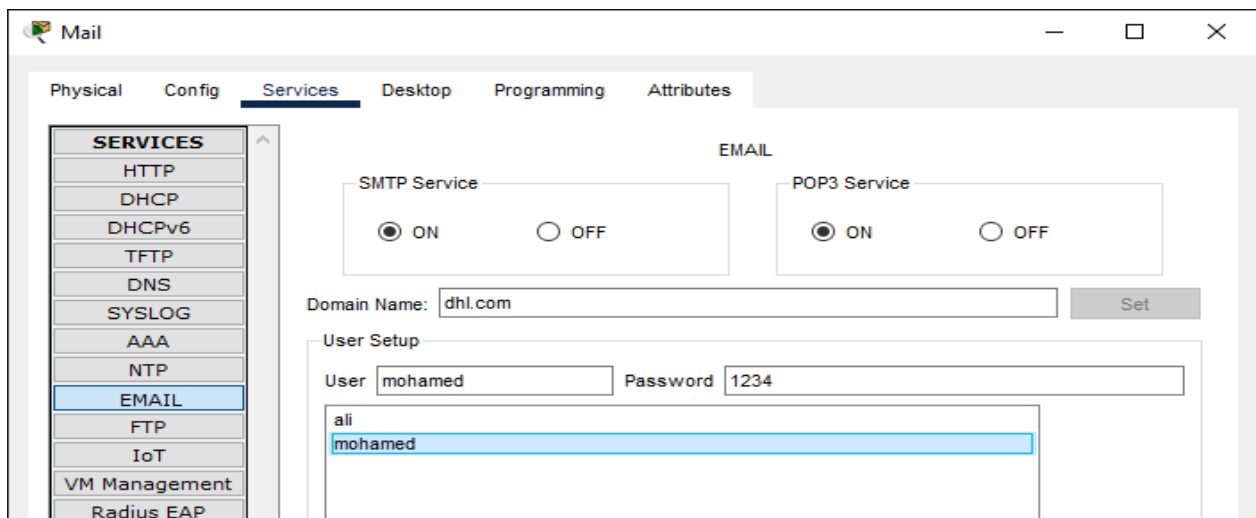 Mail
Physical Config Services Desktop Programming Attributes
SERVICES
HTTP
DHCP
DHCPv6
TFTP
DNS
SYSLOG
AAA
NTP
EMAIL
FTP
IoT
VM Management
Radius EAP
EMAIL
SMTP Service
ON OFF
POP3 Service
ON OFF
Domain Name: dhl.com Set
User Setup
User mohamed Password 1234
ali
mohamed